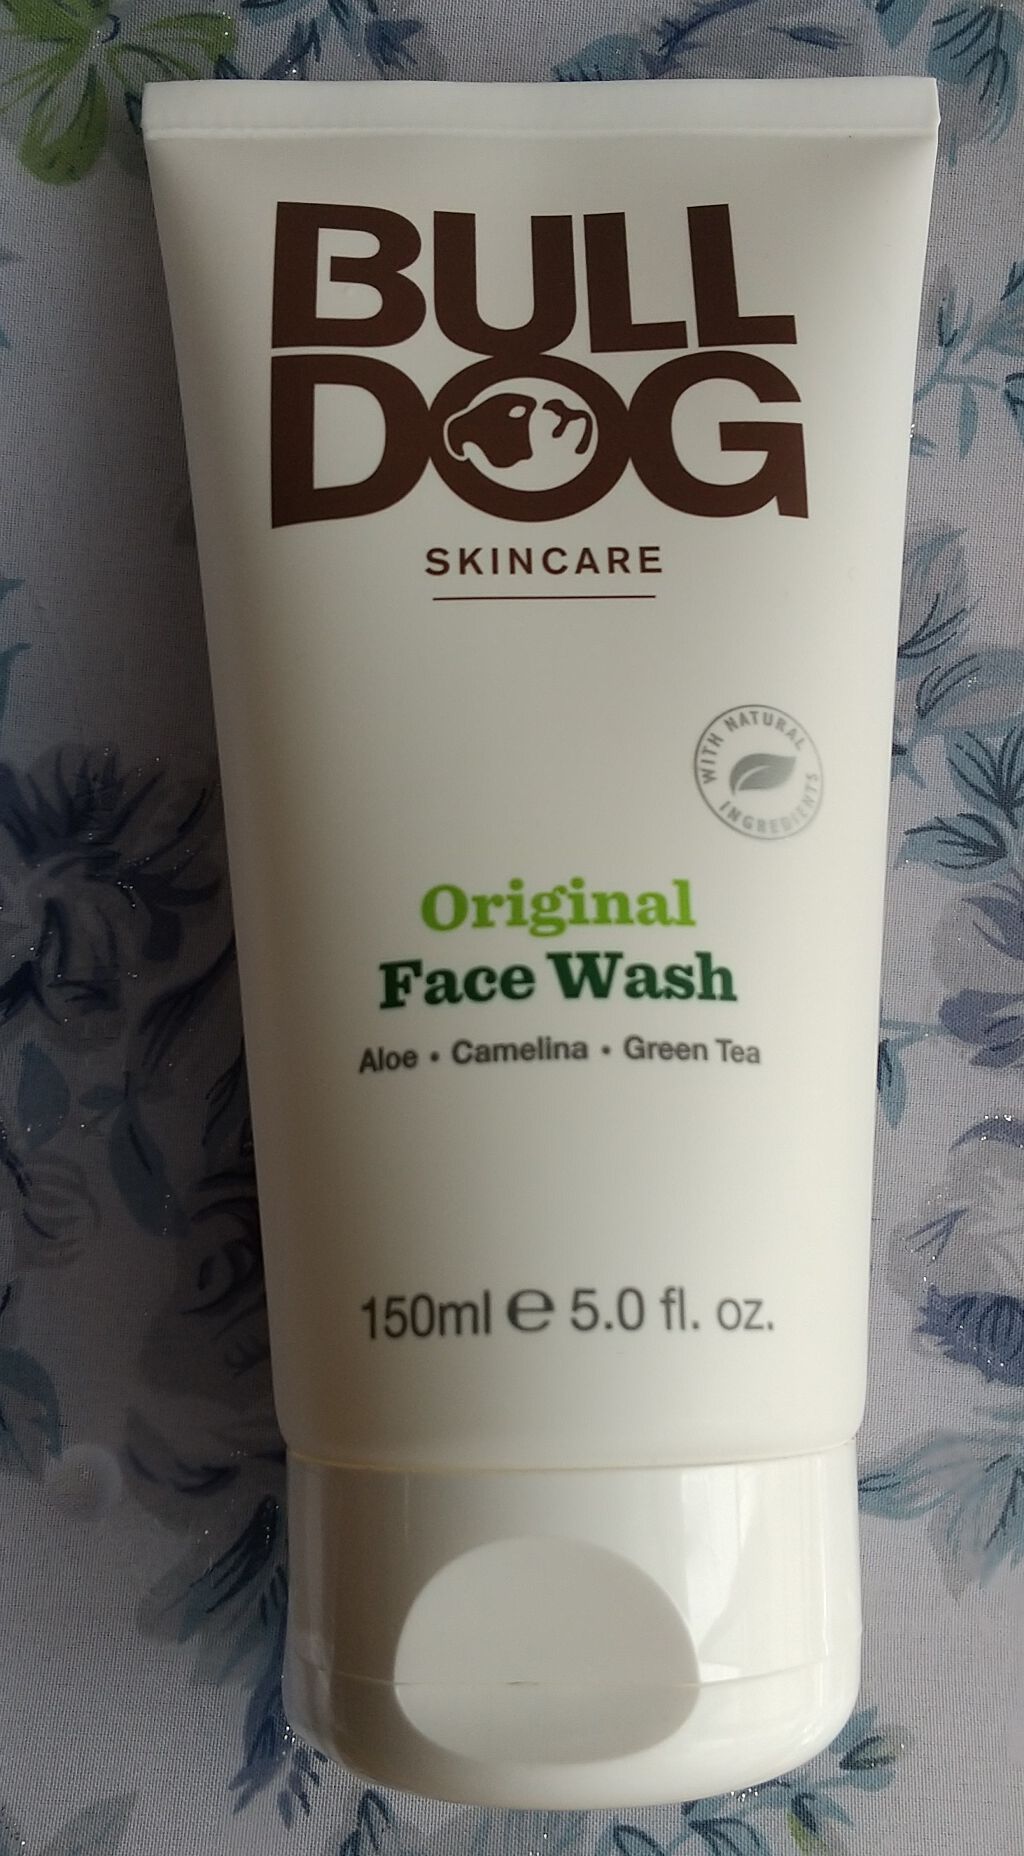 BULL
DOG
SKINCARE
WITH NATURAL
INGREDIENTS
Original
Face Wash
Aloe • Camelina • Green Tea
150ml ℮ 5.0 fl. oz.